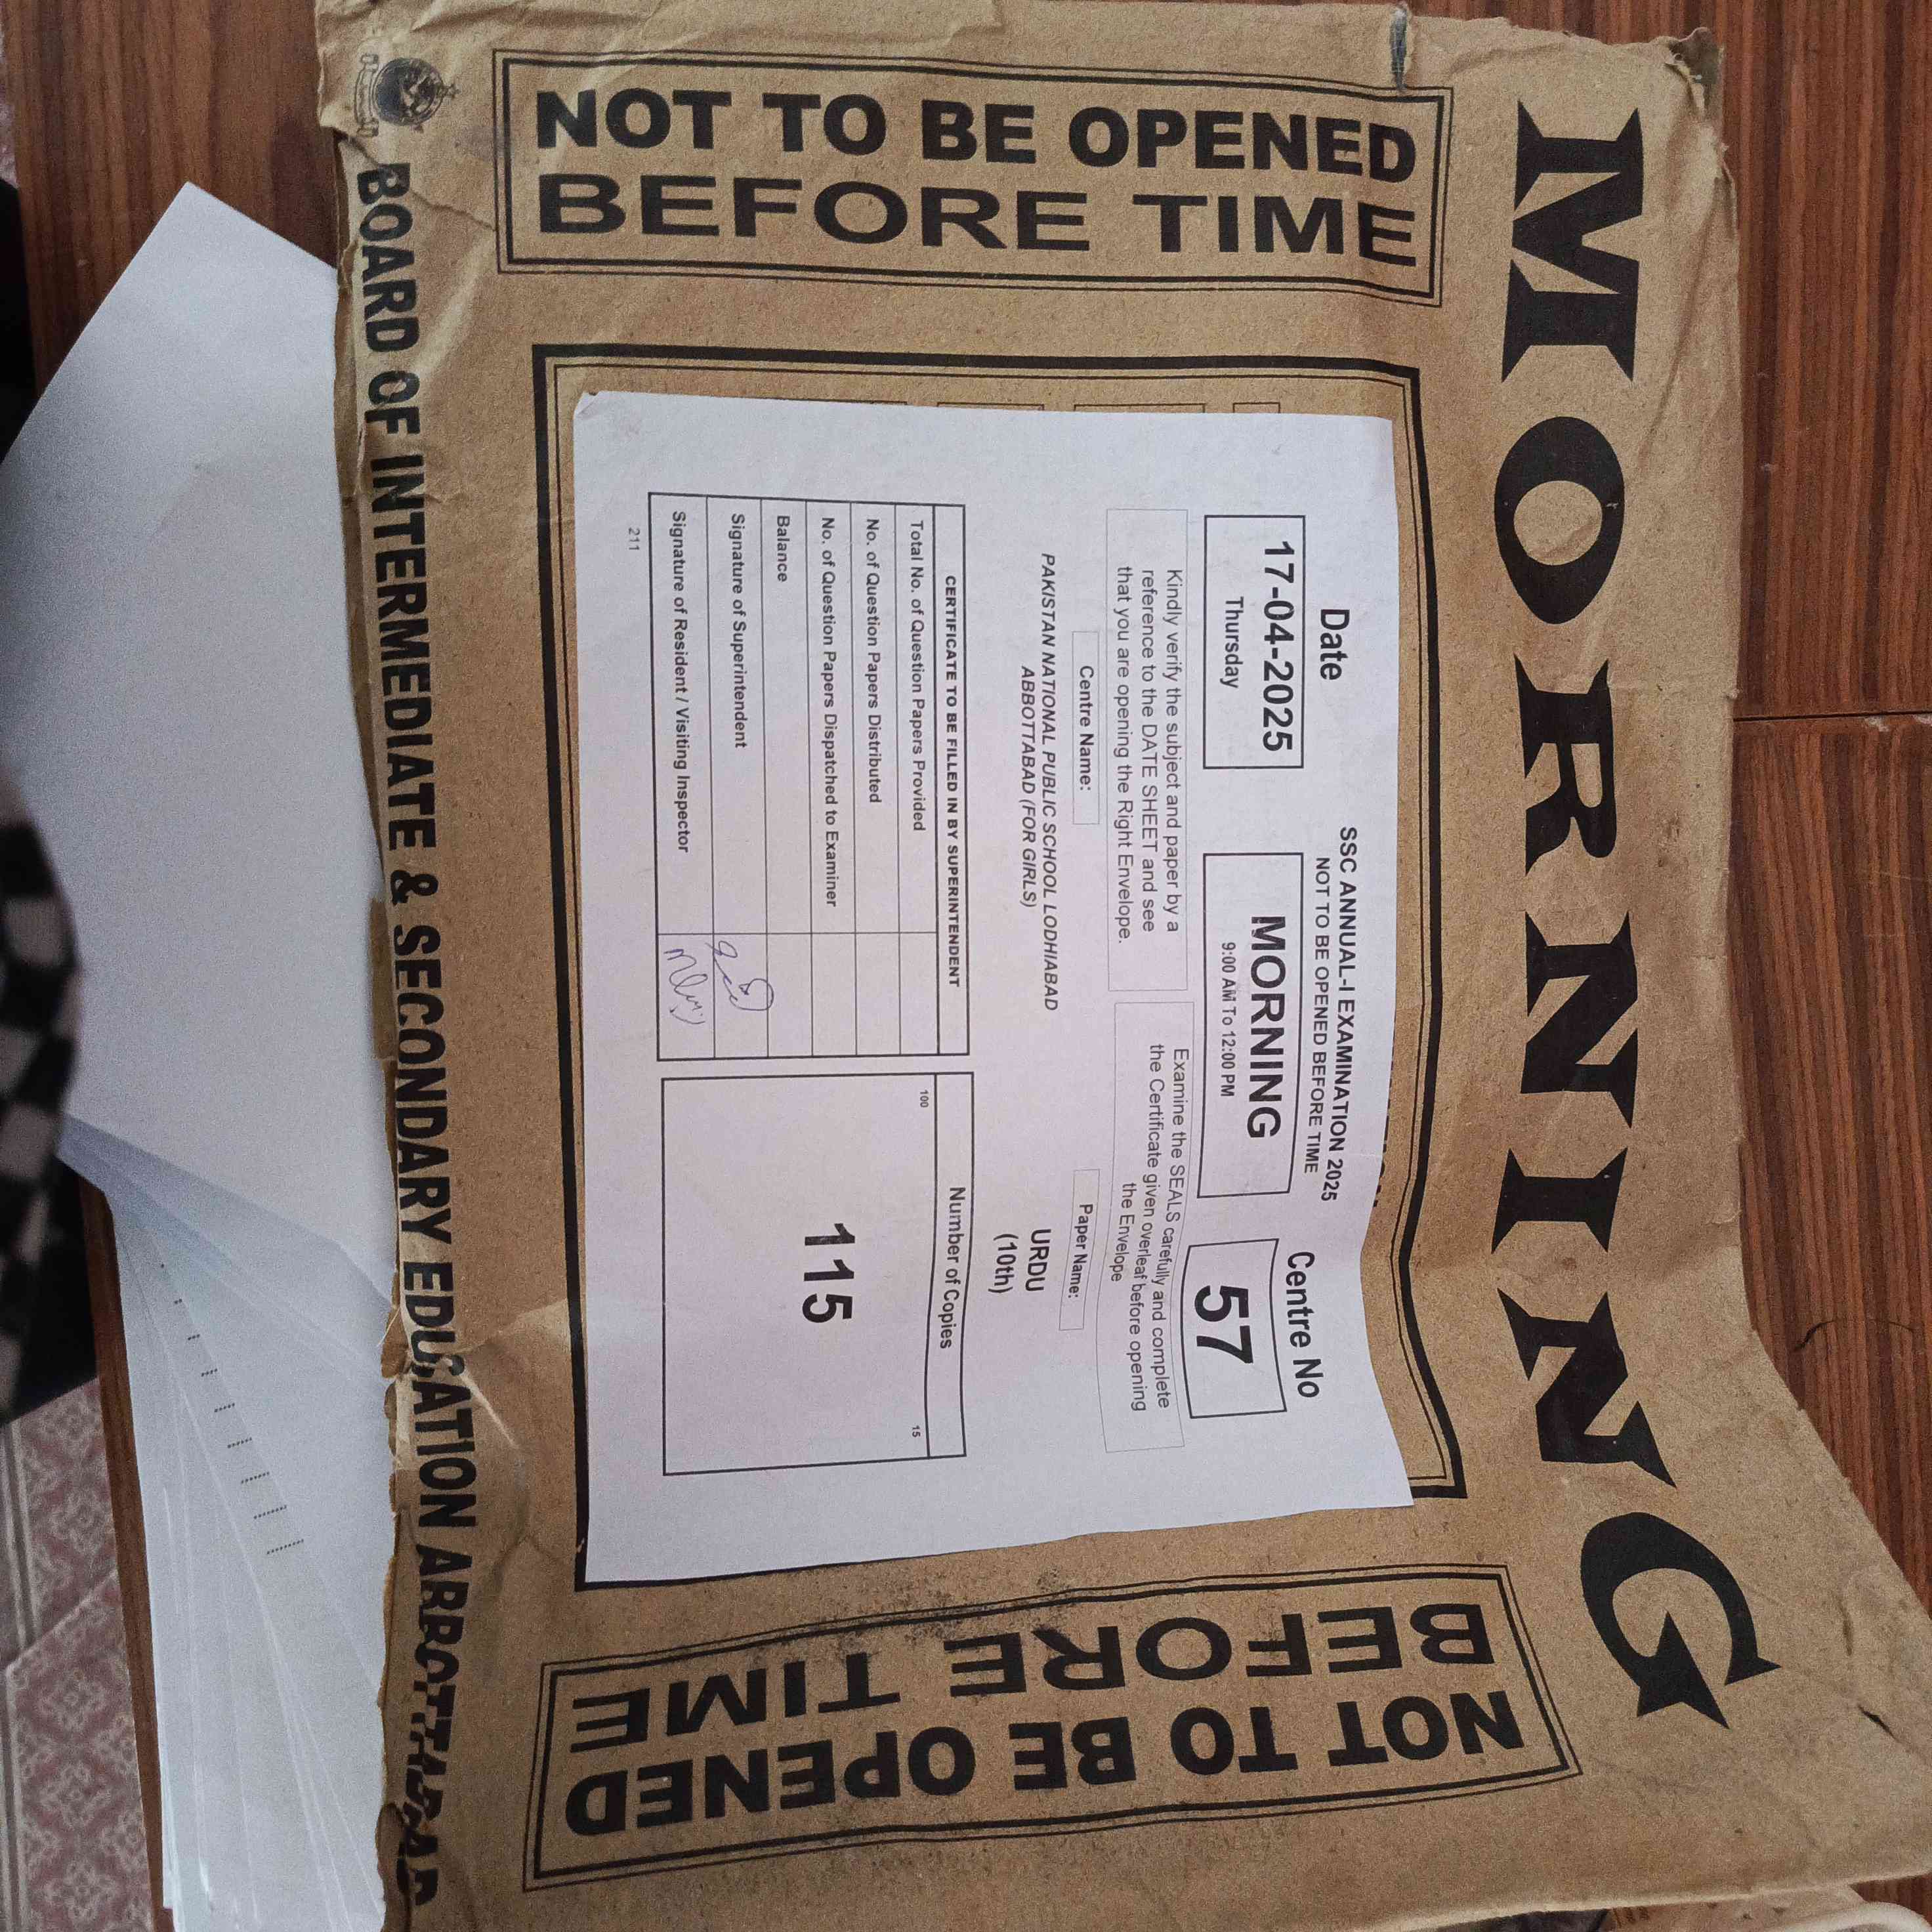 MORNING
NOT TO BE OPENED
BEFORE TIME
SSC ANNUAL-I EXAMINATION 2025
NOT TO BE OPENED BEFORE TIME
Date
17-04-2025
Thursday
MORNING
9:00 AM To 12:00 PM
Centre No
57
Kindly verify the subject and paper by a
reference to the DATE SHEET and see
that you are opening the Right Envelope.
Examine the SEALS carefully and complete
the Certificate given overleaf before opening
the Envelope
Centre Name:
PAKISTAN NATIONAL PUBLIC SCHOOL LODHIABAD
ABBOTTABAD (FOR GIRLS)
Paper Name:
URDU
(10th)
CERTIFICATE TO BE FILLED IN BY SUPERINTENDENT
Total No. of Question Papers Provided
No. of Question Papers Distributed
No. of Question Papers Dispatched to Examiner
Balance
Signature of Superintendent
Signature of Resident / Visiting Inspector
Number of Copies
100 15
115
211
NOT TO BE OPENED
BEFORE TIME
BOARD OF INTERMEDIATE & SECONDARY EDUCATION ABBOTTABAD